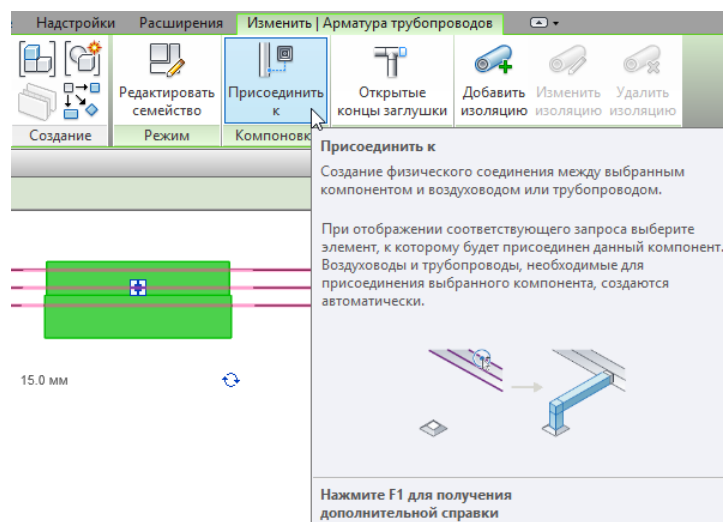 Надстройки Расширения Изменить | Арматура трубопроводов
Редактировать семейство
Присоединить к
Открытые концы заглушки
Добавить изоляцию
Изменить изоляцию
Удалить изоляцию
Создание Режим Компоновк
Присоединить к
Создание физического соединения между выбранным
компонентом и воздуховодом или трубопроводом.
При отображении соответствующего запроса выберите
элемент, к которому будет присоединен данный компонент.
Воздуховоды и трубопроводы, необходимые для
присоединения выбранного компонента, создаются
автоматически.
15.0 мм
Нажмите F1 для получения
дополнительной справки